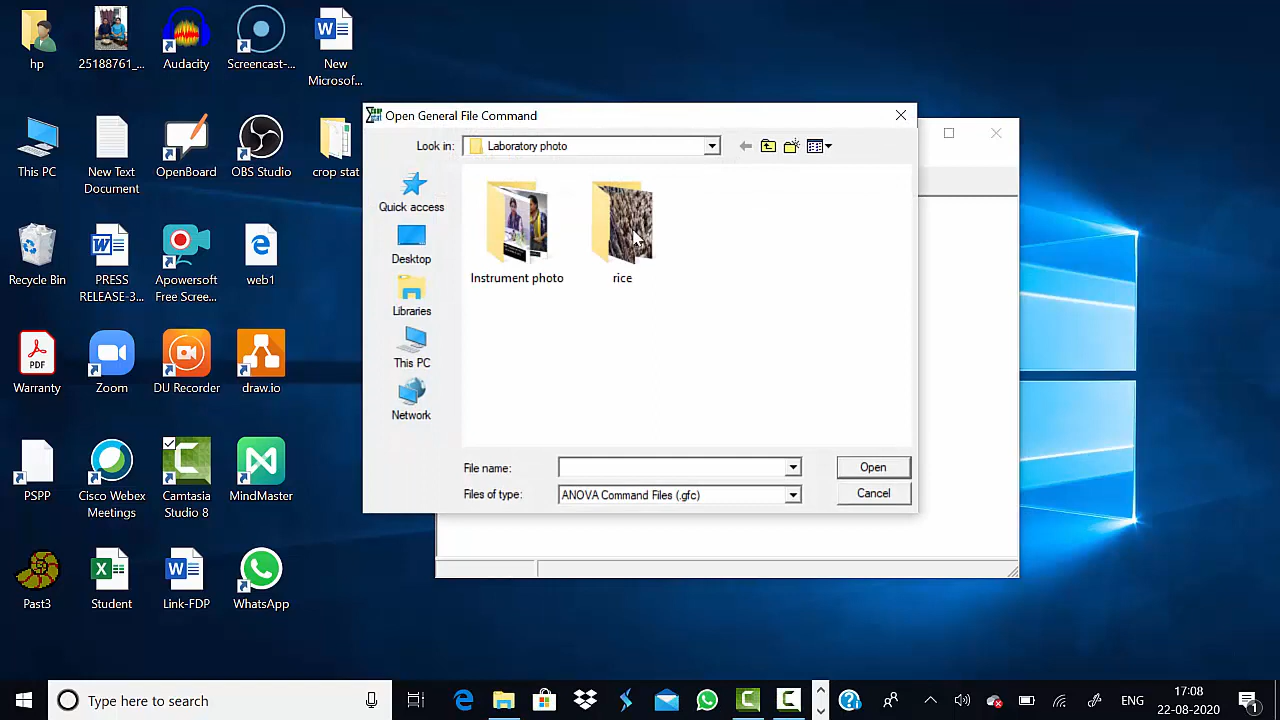 hp
25188761_...
Audacity
Screencast-...
New
Microsof...
This PC
New Text
Document
OpenBoard
OBS Studio
crop stat
Recycle Bin
PRESS
RELEASE-3...
Apowersoft
Free Scree...
web1
PDF
Warranty
Zoom
DU Recorder
draw.io
PSPP
Cisco Webex
Meetings
Camtasia
Studio 8
MindMaster
Past3
Student
Link-FDP
WhatsApp
Open General File Command
Look in:
Laboratory photo
Quick access
Desktop
Libraries
This PC
Network
Instrument photo
rice
File name:
Open
Files of type:
ANOVA Command Files (.gfc)
Cancel
Type here to search
ENG
17:08
22-08-2020
1